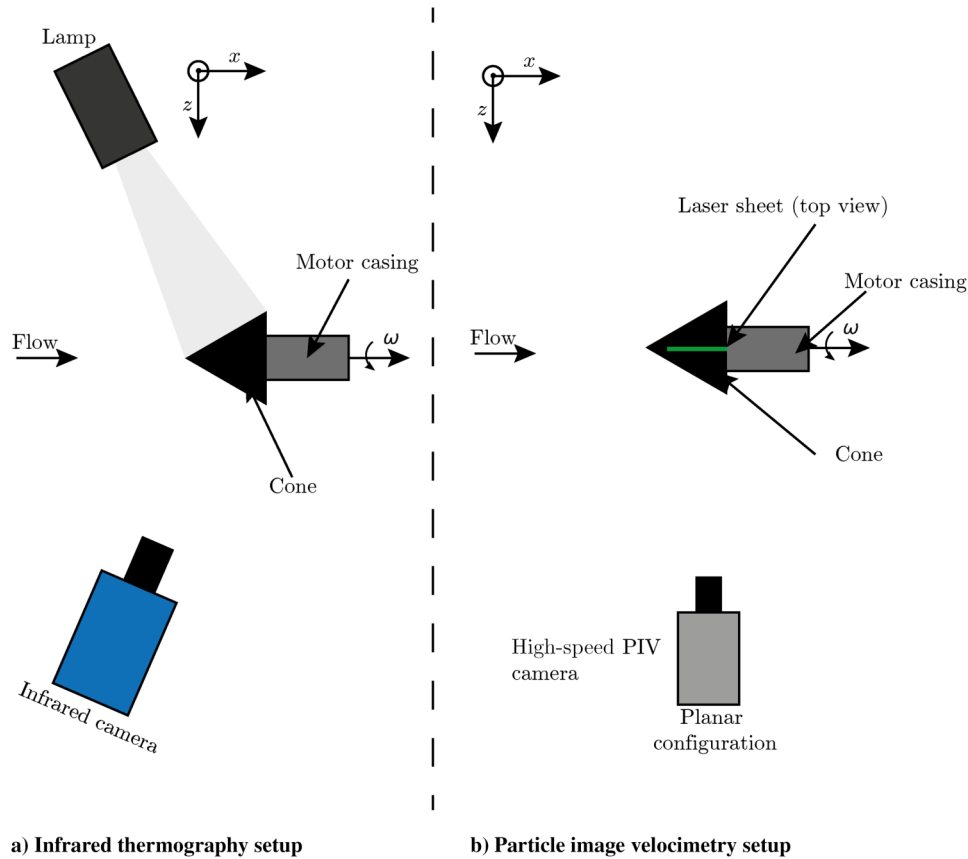 Lamp
x
z
Motor casing
Flow
ω
Cone
Infrared camera
a) Infrared thermography setup
x
z
Laser sheet (top view)
Motor casing
Flow
ω
Cone
High-speed PIV
camera
Planar
configuration
b) Particle image velocimetry setup